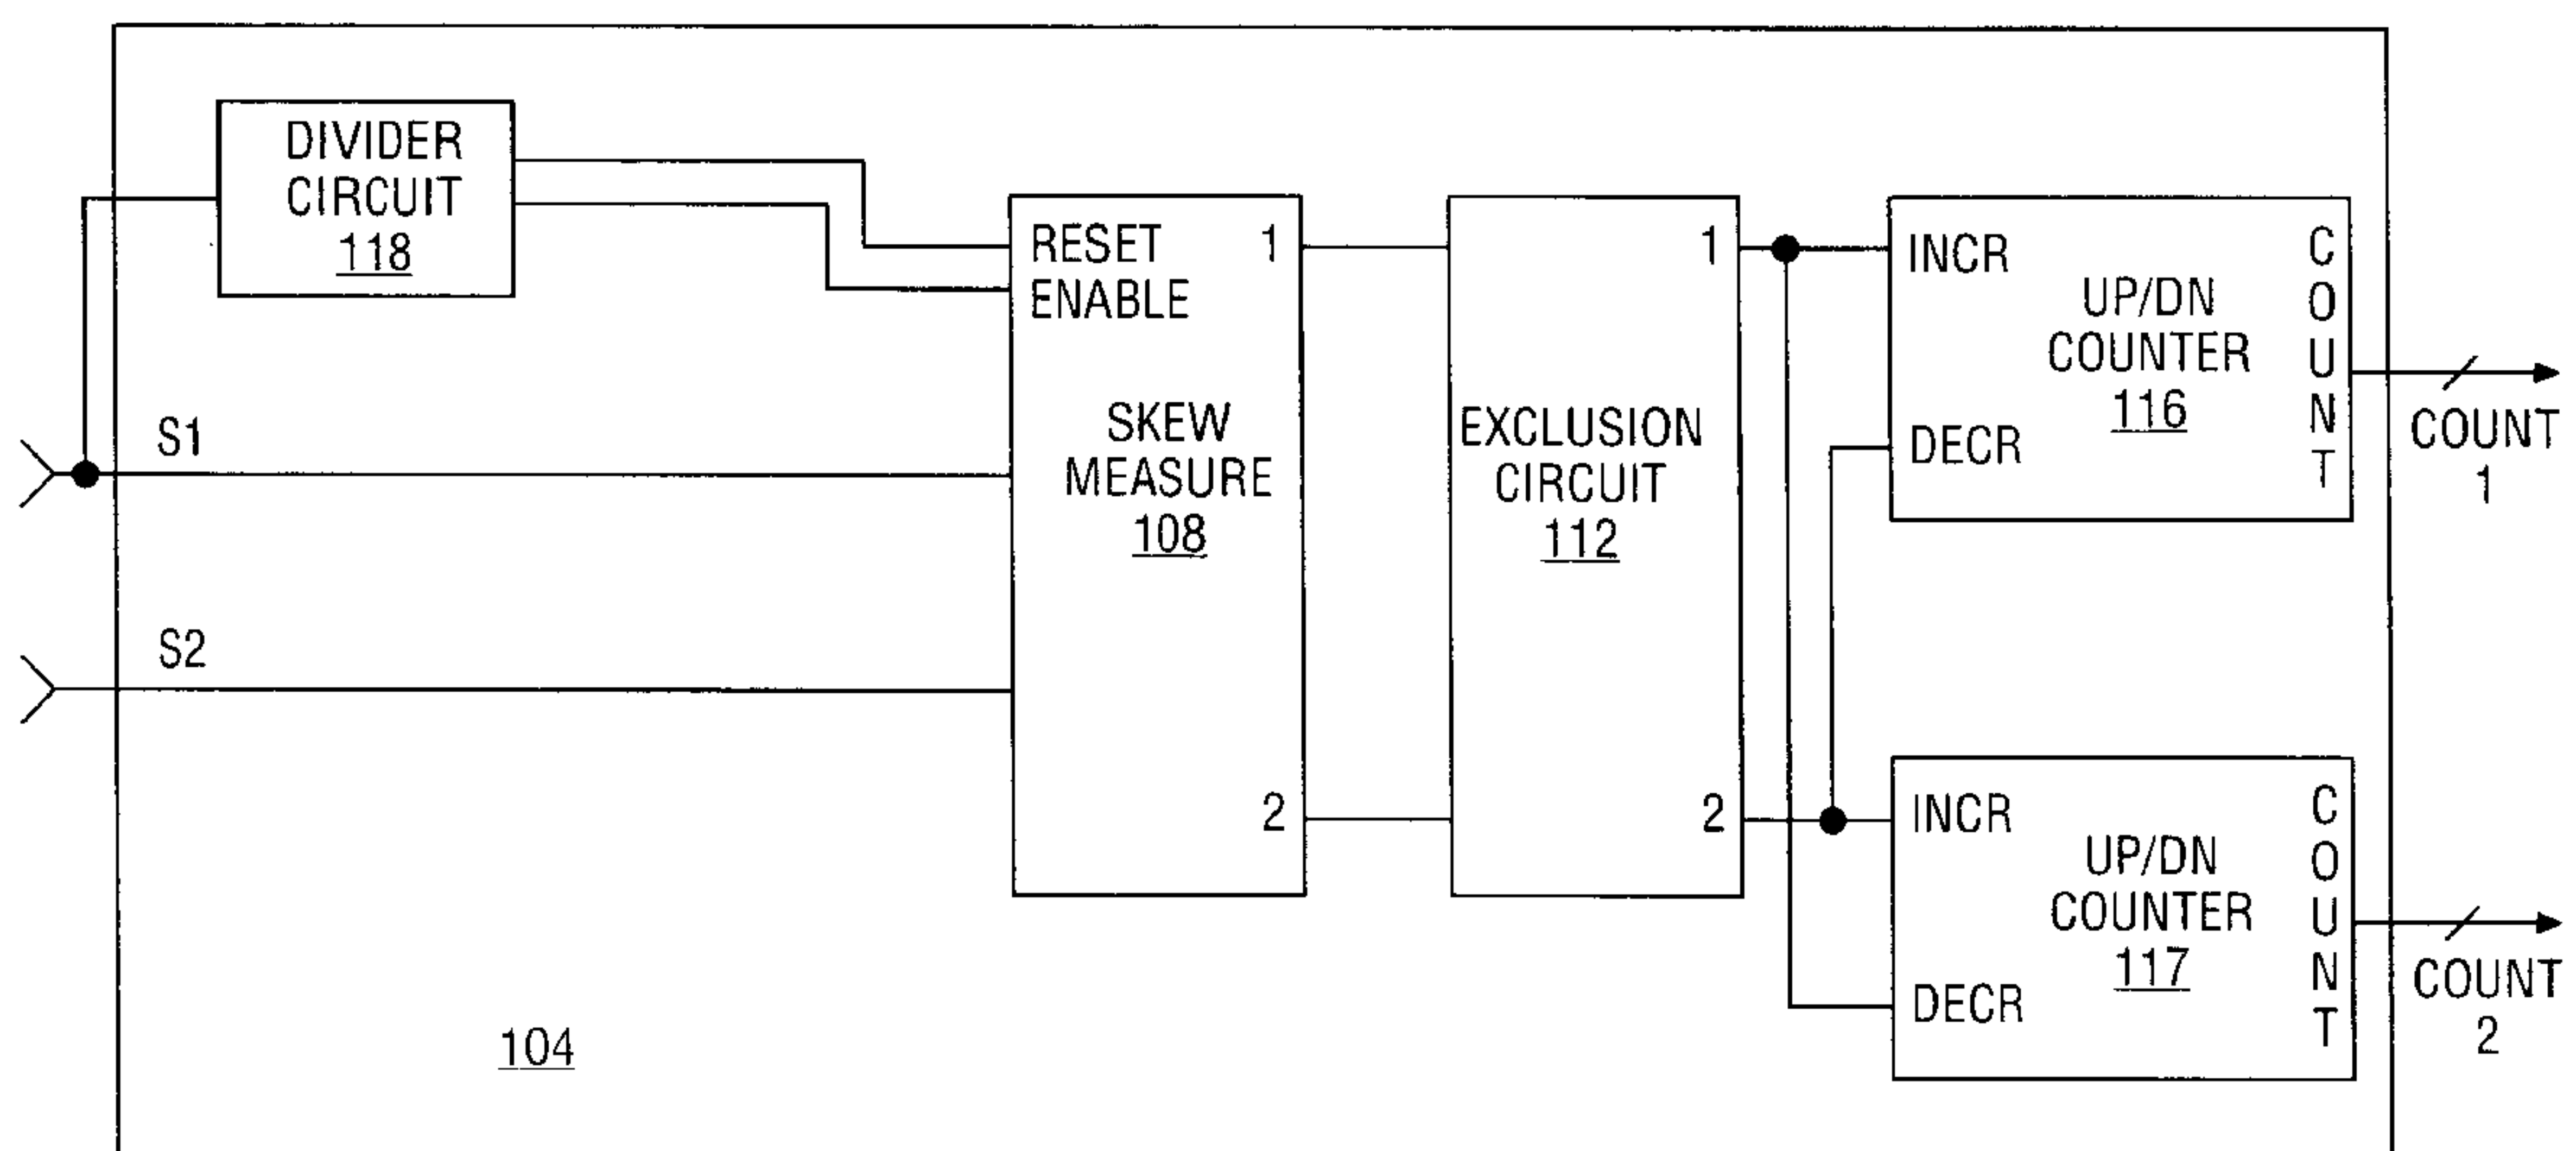 DIVIDER
CIRCUIT
118
S1
S2
RESET
ENABLE
1
SKEW
MEASURE
108
2
EXCLUSION
CIRCUIT
112
1
2
INCR
DECR
UP/DN
COUNTER
116
C
O
U
N
T
COUNT
1
INCR
DECR
UP/DN
COUNTER
117
C
O
U
N
T
COUNT
2
104